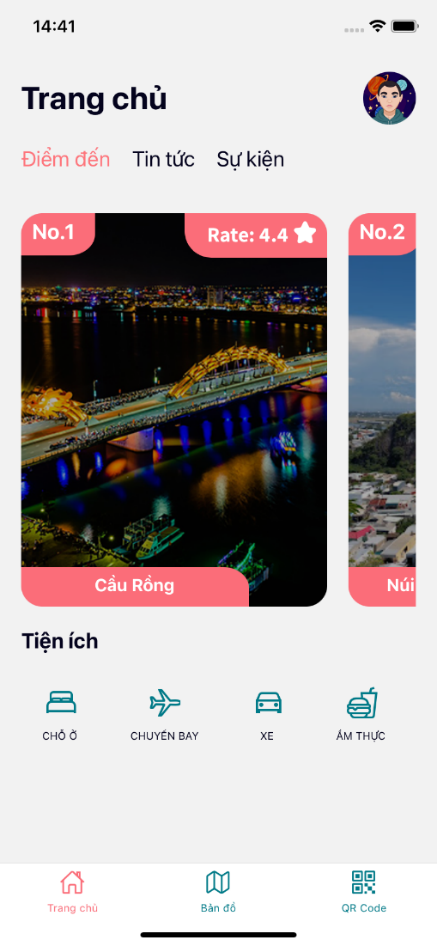 14:41
Trang chủ
Điểm đến Tin tức Sự kiện
No.1 Rate: 4.4 No.2
Cầu Rồng Núi
Tiện ích
CHỖ Ở CHUYẾN BAY XE ẨM THỰC
Trang chủ Bản đồ QR Code